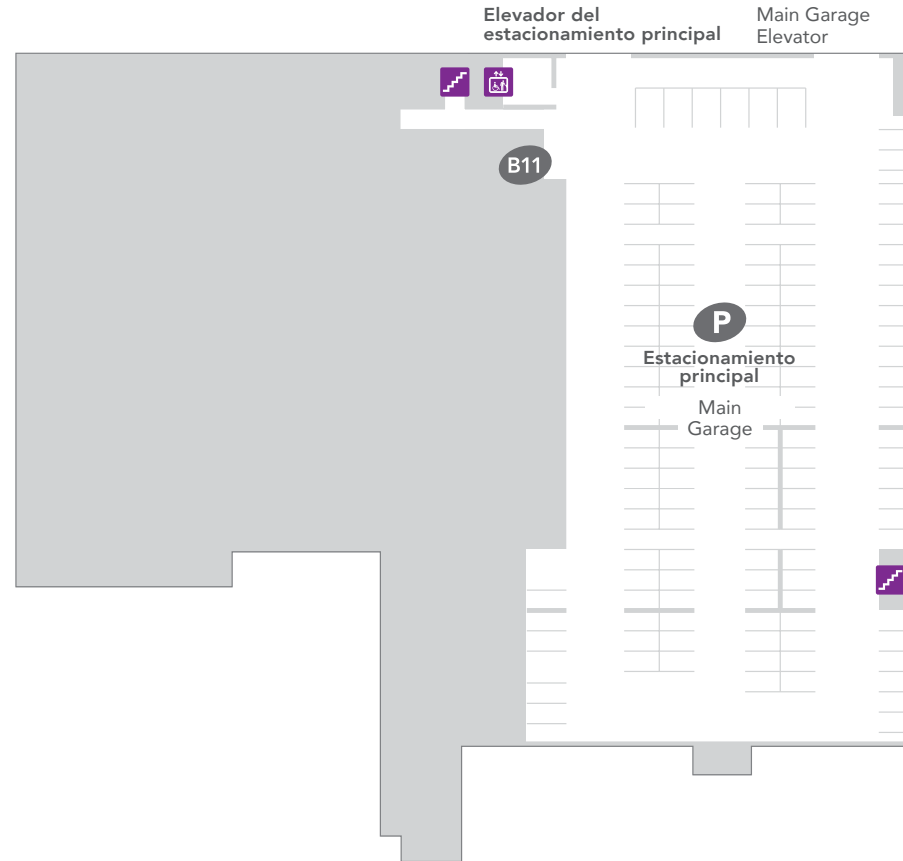 Elevador del
estacionamiento principal
Main Garage
Elevator
B11
P
Estacionamiento
principal
Main
Garage